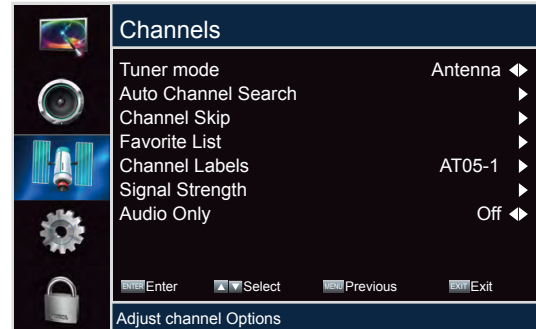 Channels
Tuner mode Antenna
Auto Channel Search
Channel Skip
Favorite List
Channel Labels AT05-1
Signal Strength
Audio Only Off
ENTER Enter Select MENU Previous EXIT Exit
Adjust channel Options